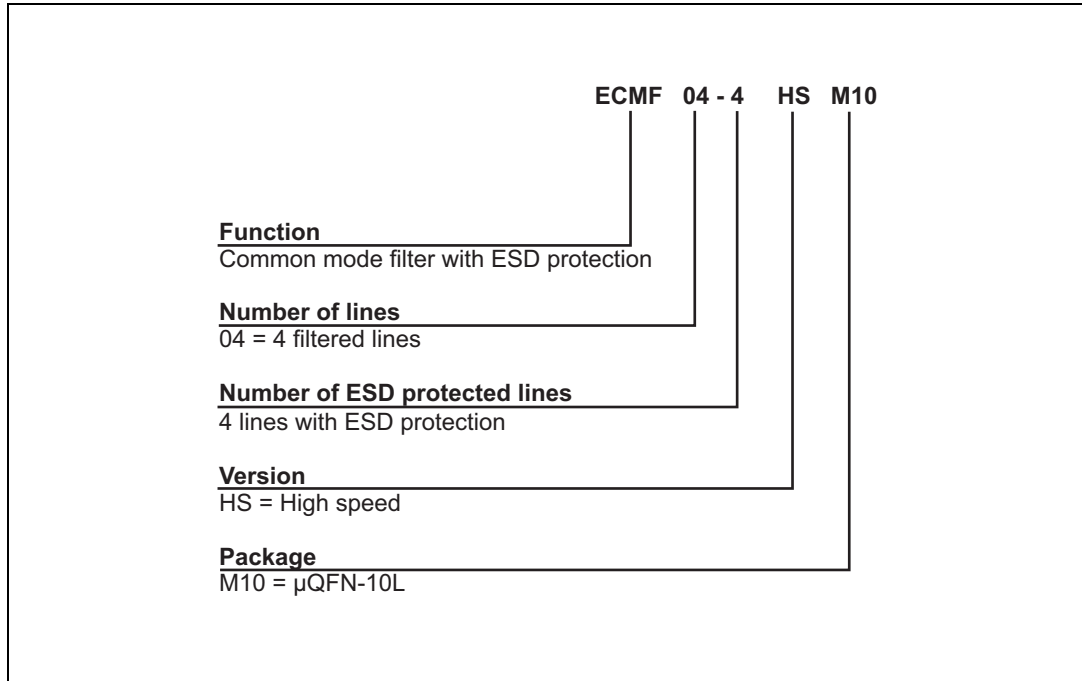 ECMF 04 - 4 HS M10
Function
Common mode filter with ESD protection
Number of lines
04 = 4 filtered lines
Number of ESD protected lines
4 lines with ESD protection
Version
HS = High speed
Package
M10 = µQFN-10L